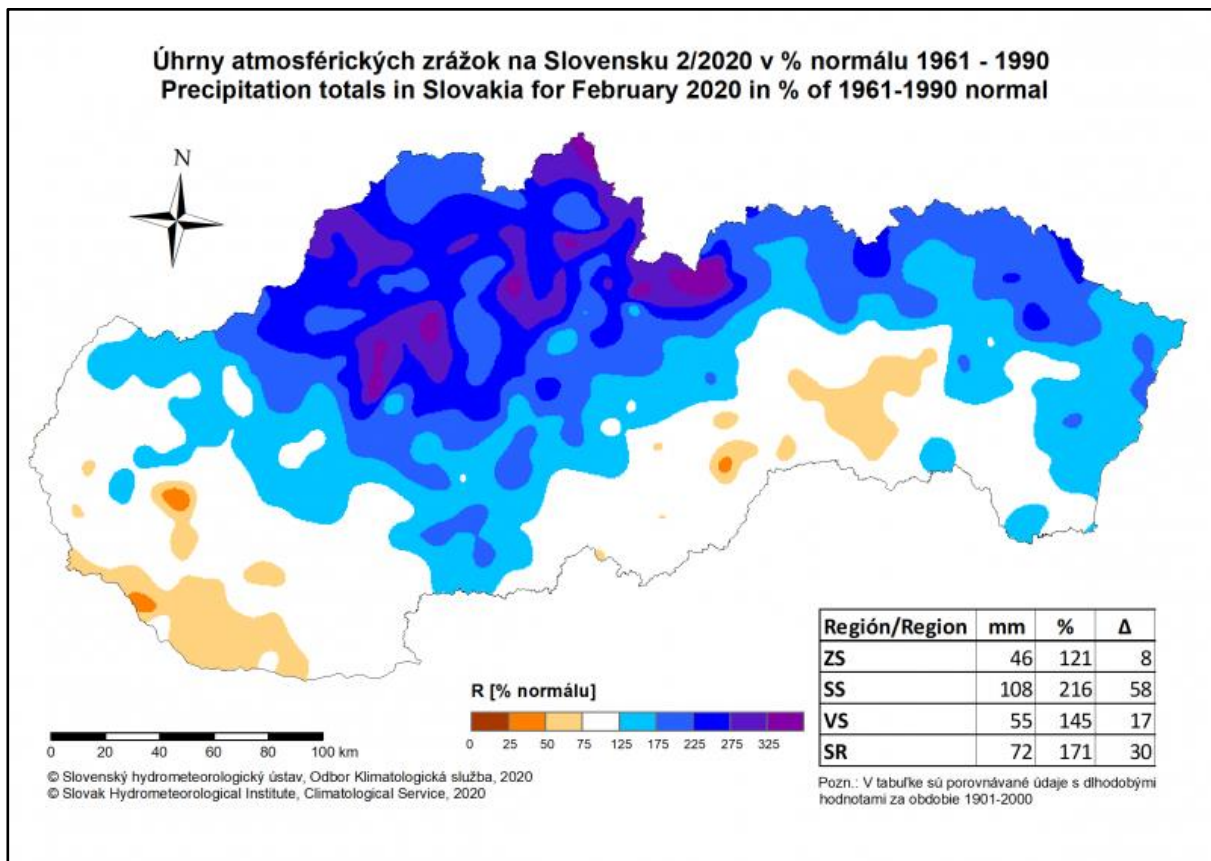 Úhrny atmosférických zrážok na Slovensku 2/2020 v % normálu 1961 - 1990
Precipitation totals in Slovakia for February 2020 in % of 1961-1990 normal
N
Región/Region mm % Δ
ZS 46 121 8
SS 108 216 58
VS 55 145 17
SR 72 171 30
Pozn.: V tabuľke sú porovnávané údaje s dlhodobými
hodnotami za obdobie 1901-2000
R [% normálu]
0 25 50 75 125 175 225 275 325
0 20 40 60 80 100 km
© Slovenský hydrometeorologický ústav, Odbor Klimatologická služba, 2020
© Slovak Hydrometeorological Institute, Climatological Service, 2020